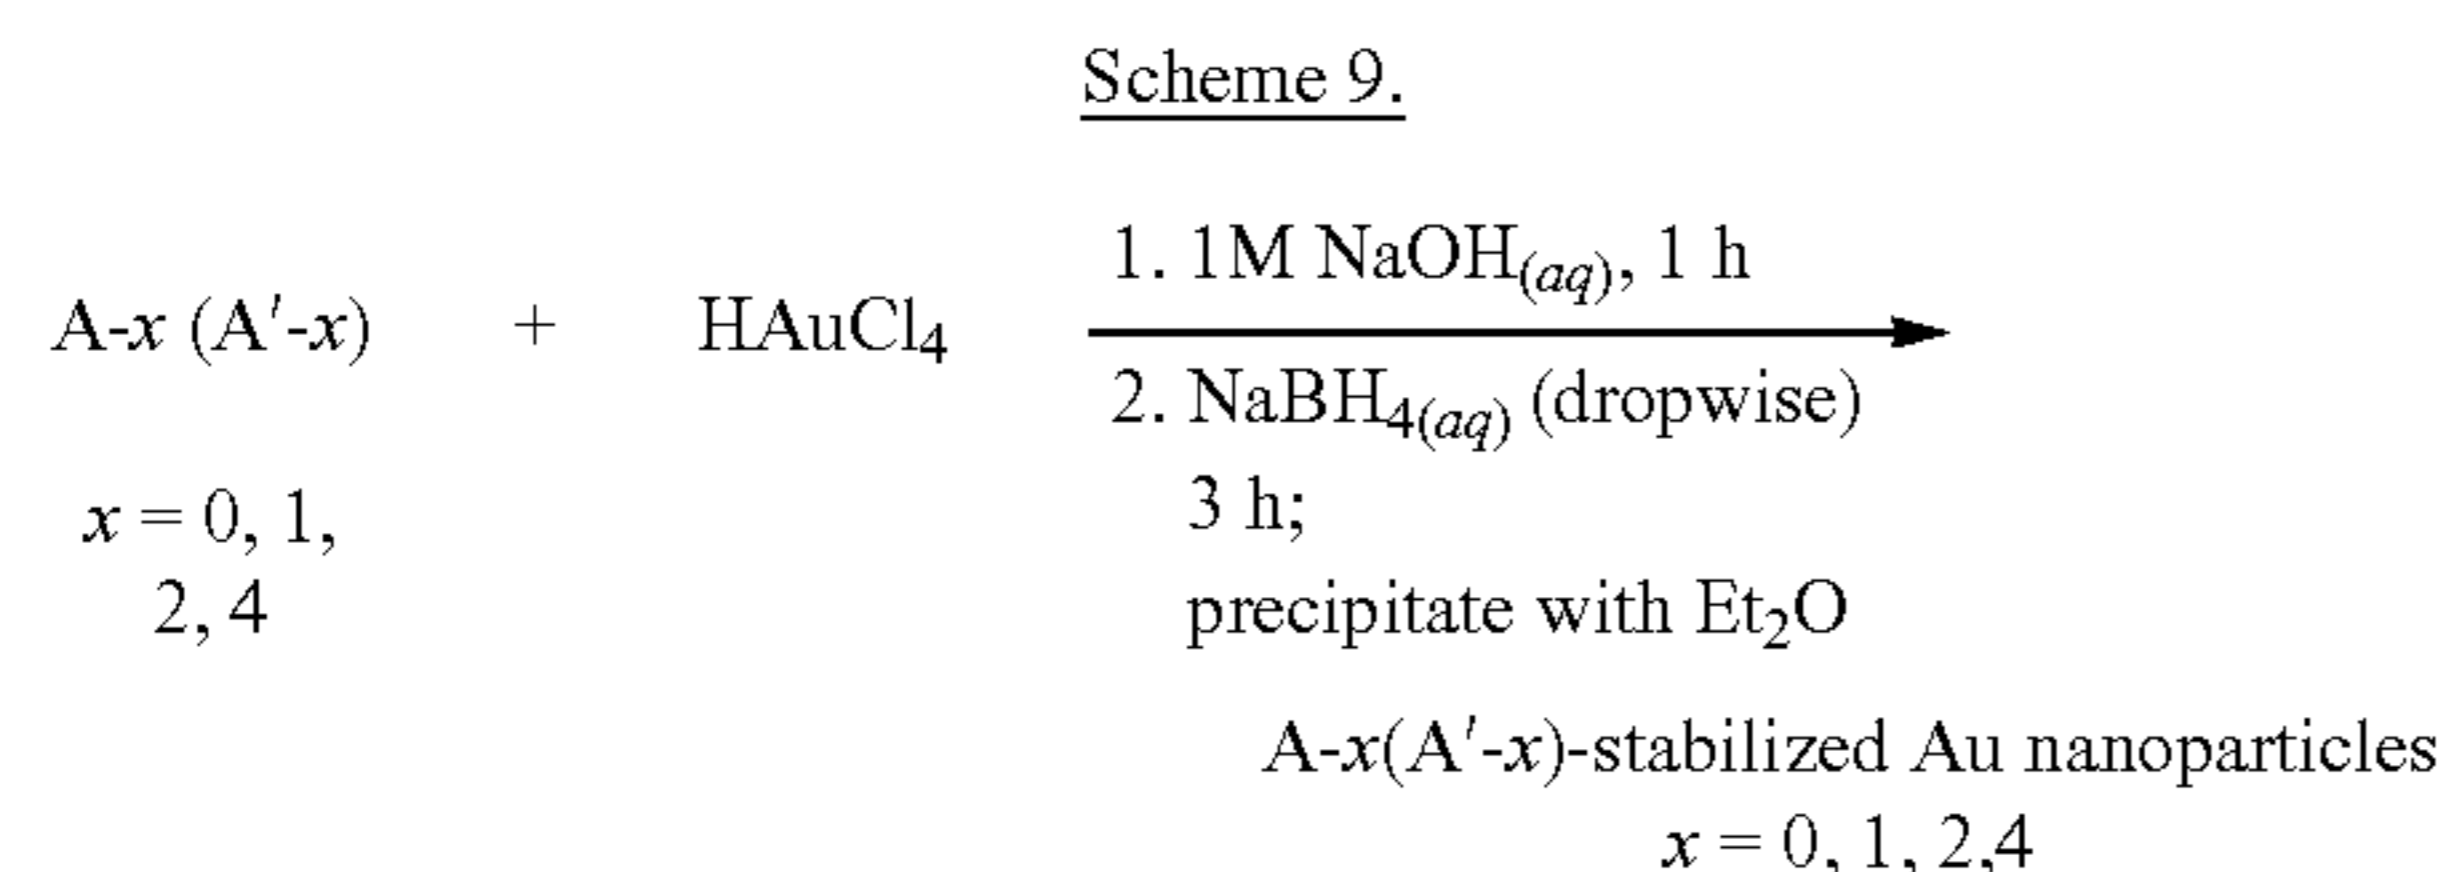 Scheme 9.
1. 1M NaOH(aq), 1 h
A-x (A'-x) + HAuCl4
2. NaBH4(aq) (dropwise)
x = 0, 1,
3 h;
2, 4
precipitate with Et2O
A-x(A'-x)-stabilized Au nanoparticles
x = 0, 1, 2,4